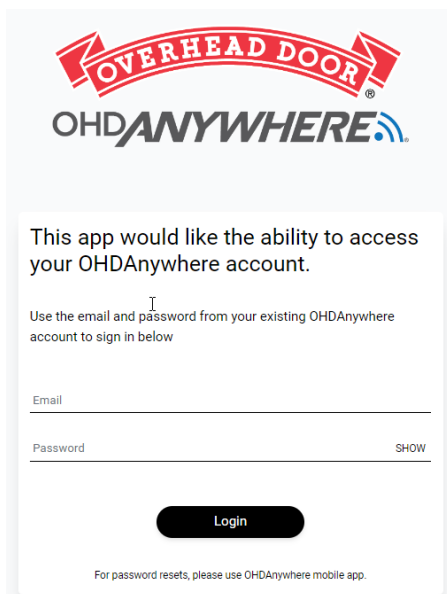 OVERHEAD DOOR®
OHDANYWHERE®
This app would like the ability to access
your OHDAnywhere account.
Use the email and password from your existing OHDAnywhere
account to sign in below
Email
Password SHOW
Login
For password resets, please use OHDAnywhere mobile app.